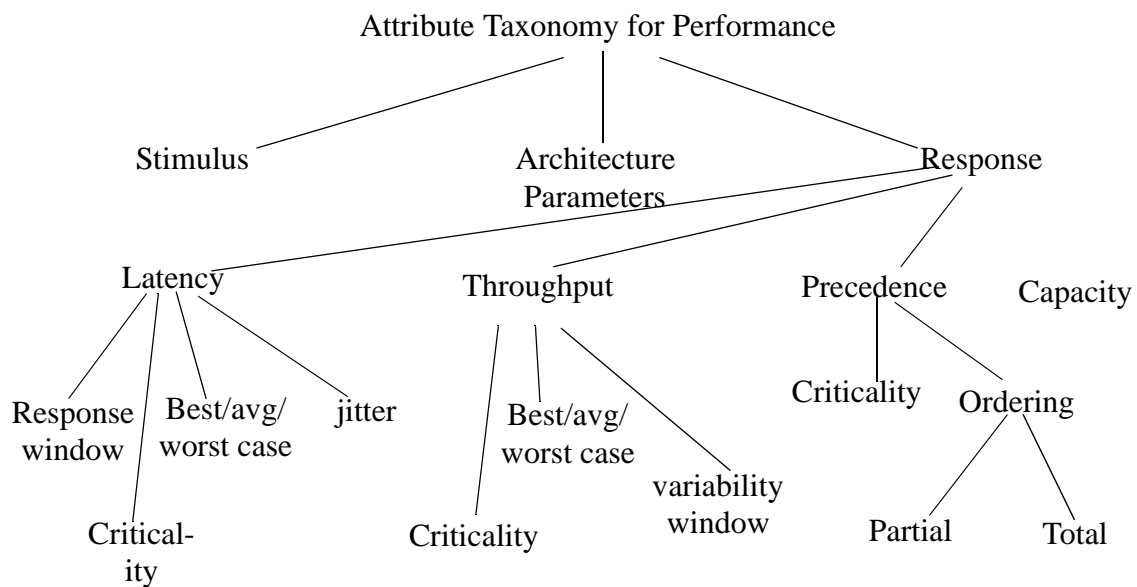 Attribute Taxonomy for Performance
Stimulus
Architecture
Parameters
Response
Latency
Throughput
Precedence
Capacity
Response
window
Best/avg/
worst case
jitter
Critical-
ity
Best/avg/
worst case
Criticality
variability
window
Criticality
Ordering
Partial
Total